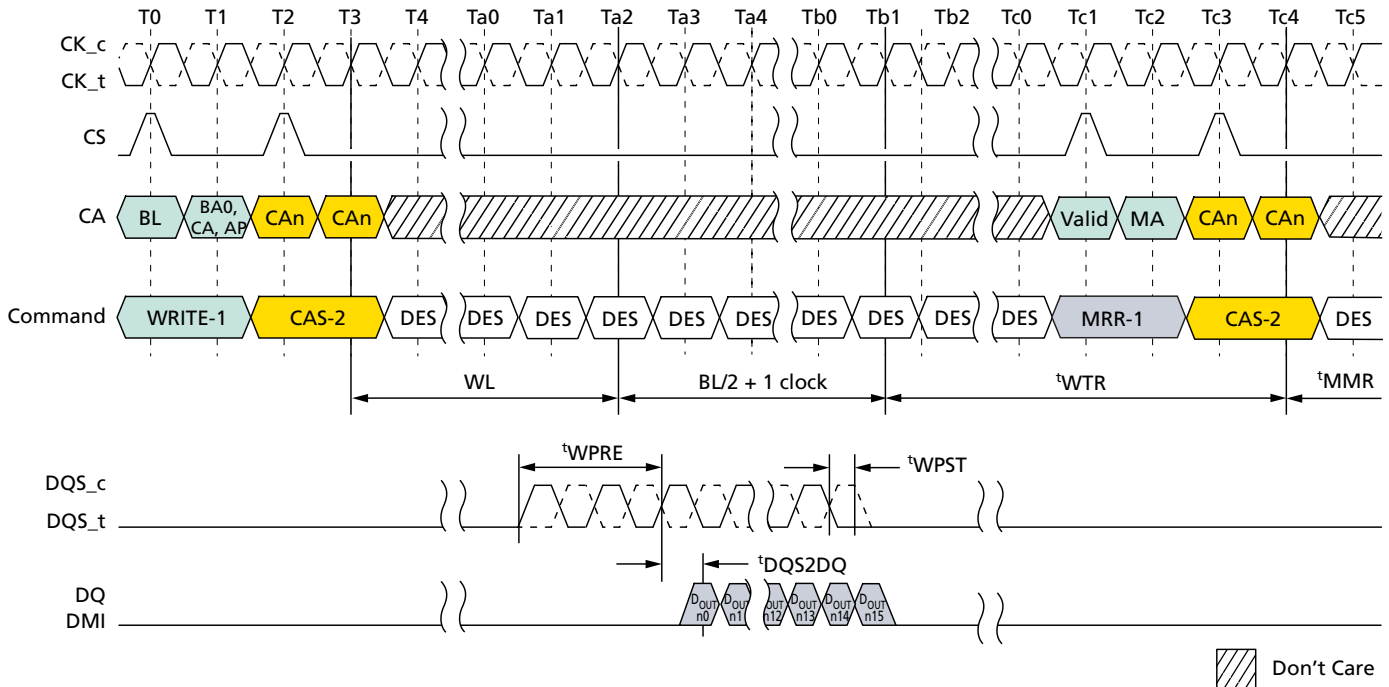 T0 T1 T2 T3 T4 Ta0 Ta1 Ta2 Ta3 Ta4 Tb0 Tb1 Tb2 Tc0 Tc1 Tc2 Tc3 Tc4 Tc5
CK_c
CK_t
CS
CA BL BA0, CA, AP CAn CAn Valid MA CAn CAn
Command WRITE-1 CAS-2 DES DES DES DES DES DES DES DES DES DES MRR-1 CAS-2 DES
WL BL/2 + 1 clock tWTR tMMR
tWPRE tWPST
DQS_c
DQS_t
tDQS2DQ
DQ
DMI
DOUT n0 DOUT n1 DOUT n12 DOUT n13 DOUT n14 DOUT n15
Don't Care